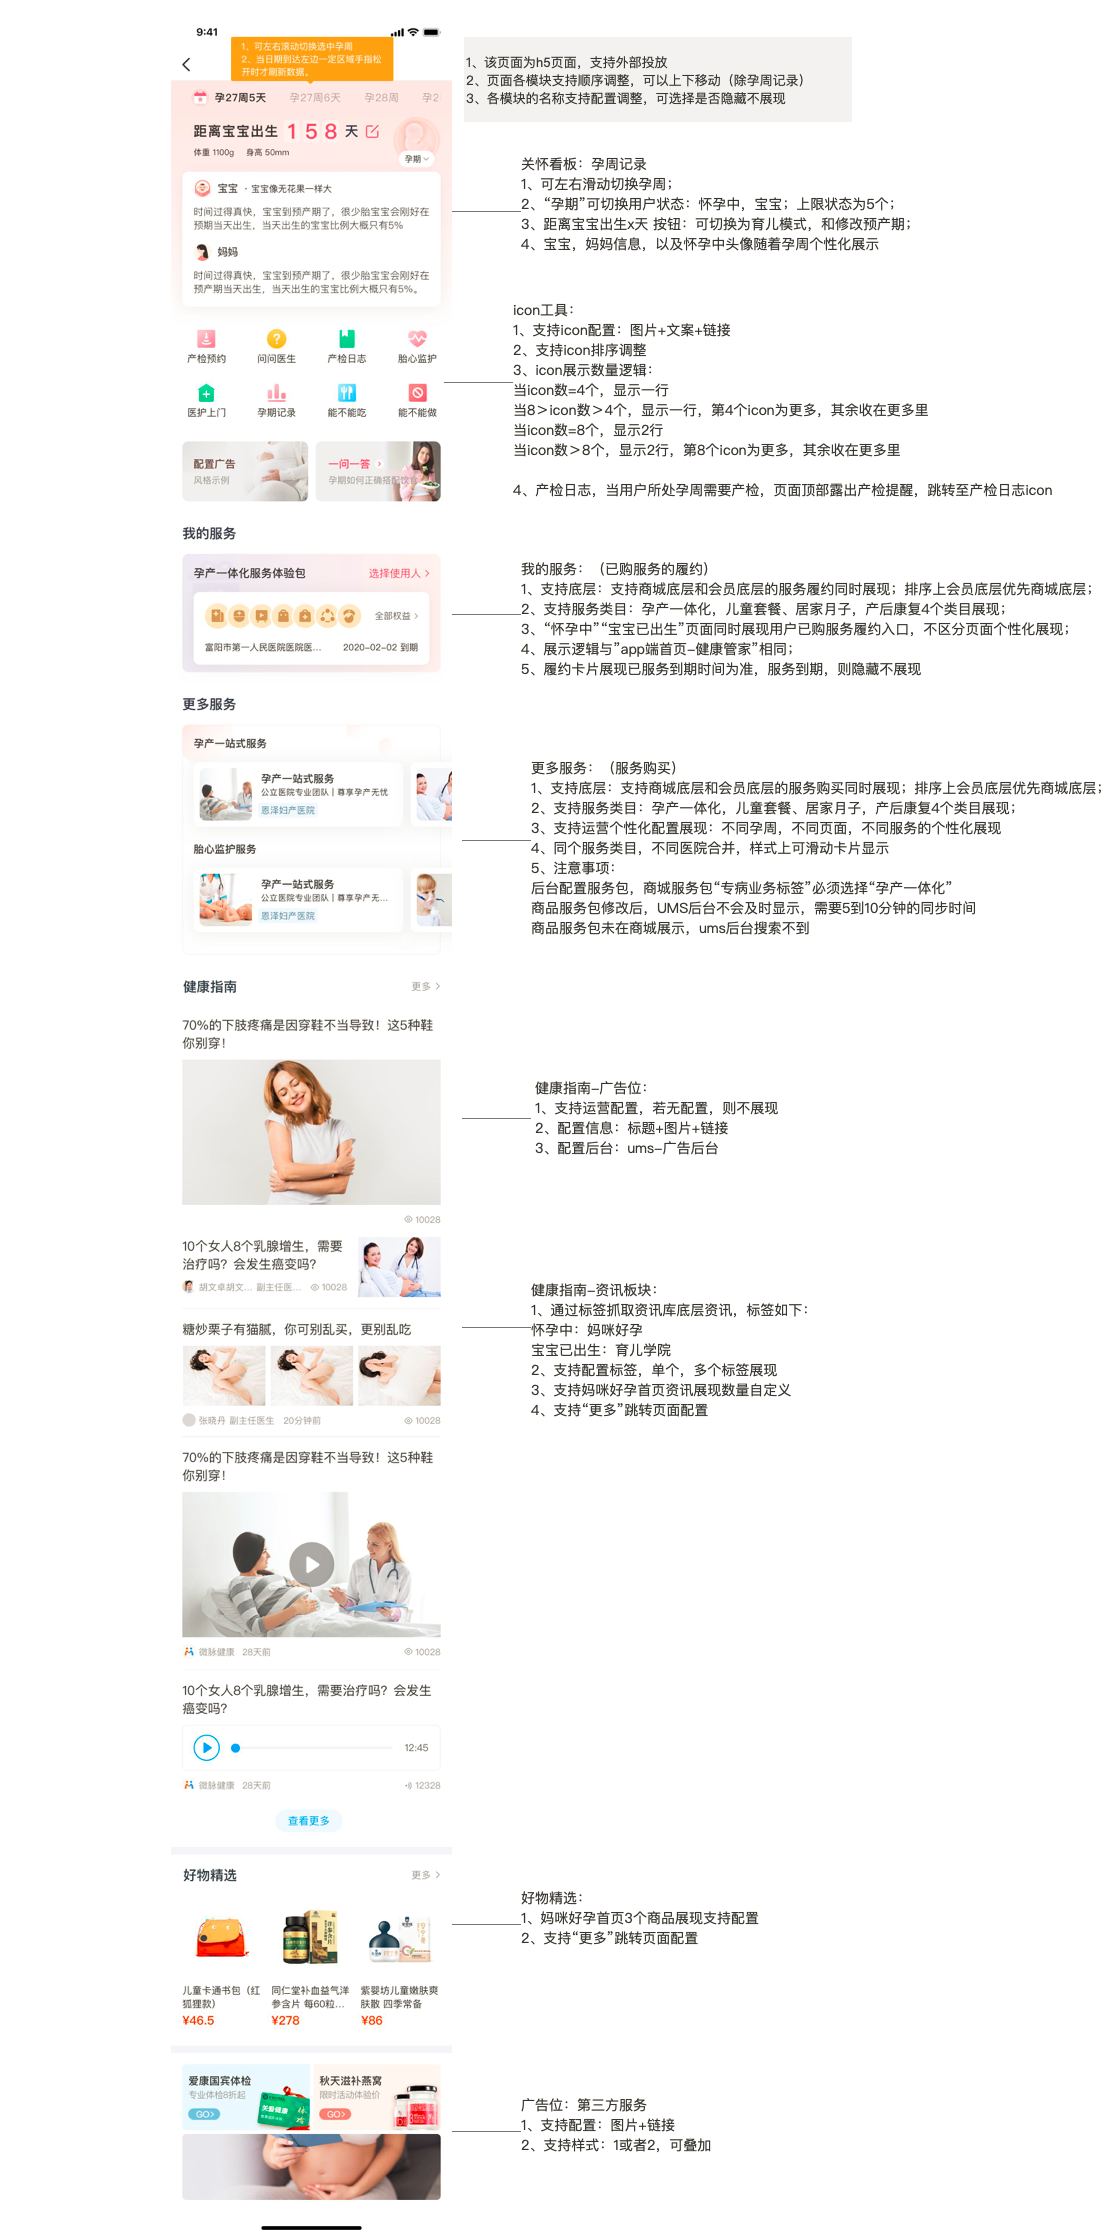 9:41
1、可左右滚动切换选中孕周
2、当日期到达左边一定区域手指松
开时才刷新数据。
孕27周5天
孕27周6天
孕28周
孕2
距离宝宝出生 1 5 8 天
体重 1100g 身高 50mm
孕期
宝宝 · 宝宝像无花果一样大
时间过得真快，宝宝到预产期了，很少胎宝宝会刚好在
预期当天出生，当天出生的宝宝比例大概只有5%
妈妈
时间过得真快，宝宝到预产期了，很少胎宝宝会刚好在
预产期当天出生，当天出生的宝宝比例大概只有5%。
产检预约
问问医生
产检日志
胎心监护
医护上门
孕期记录
能不能吃
能不能做
配置广告
风格示例
一问一答
孕期如何正确搭配饮食
我的服务
孕产一体化服务体验包
选择使用人
全部权益
富阳市第一人民医院医院医...
2020-02-02 到期
更多服务
孕产一站式服务
孕产一站式服务
公立医院专业团队 | 尊享孕产无忧
恩泽妇产医院
胎心监护服务
孕产一站式服务
公立医院专业团队 | 尊享孕产无...
恩泽妇产医院
健康指南
更多
70%的下肢疼痛是因穿鞋不当导致！这5种鞋
你别穿！
10028
10个女人8个乳腺增生，需要
治疗吗？会发生癌变吗？
胡文卓胡文... 副主任医... 10028
糖炒栗子有猫腻，你可别乱买，更别乱吃
张晓丹 副主任医生 20分钟前
10028
70%的下肢疼痛是因穿鞋不当导致！这5种鞋
你别穿！
微脉健康 28天前
10028
10个女人8个乳腺增生，需要治疗吗？会发生
癌变吗？
12:45
微脉健康 28天前
12328
查看更多
好物精选
更多
儿童卡通书包（红
狐狸款）
¥46.5
同仁堂补血益气洋
参含片 每60粒...
¥278
紫婴坊儿童嫩肤爽
肤散 四季常备
¥86
爱康国宾体检
专业体检8折起
GO>
秋天滋补燕窝
限时活动体验价
GO>
1、该页面为h5页面，支持外部投放
2、页面各模块支持顺序调整，可以上下移动（除孕周记录）
3、各模块的名称支持配置调整，可选择是否隐藏不展现
关怀看板：孕周记录
1、可左右滑动切换孕周；
2、“孕期”可切换用户状态：怀孕中，宝宝；上限状态为5个；
3、距离宝宝出生x天 按钮：可切换为育儿模式，和修改预产期；
4、宝宝，妈妈信息，以及怀孕中头像随着孕周个性化展示
icon工具：
1、支持icon配置：图片+文案+链接
2、支持icon排序调整
3、icon展示数量逻辑：
当icon数=4个，显示一行
当8＞icon数＞4个，显示一行，第4个icon为更多，其余收在更多里
当icon数=8个，显示2行
当icon数＞8个，显示2行，第8个icon为更多，其余收在更多里
4、产检日志，当用户所处孕周需要产检，页面顶部露出产检提醒，跳转至产检日志icon
我的服务：（已购服务的履约）
1、支持底层：支持商城底层和会员底层的服务履约同时展现；排序上会员底层优先商城底层；
2、支持服务类目：孕产一体化，儿童套餐、居家月子，产后康复4个类目展现；
3、“怀孕中”“宝宝已出生”页面同时展现用户已购服务履约入口，不区分页面个性化展现；
4、展示逻辑与”app端首页-健康管家”相同；
5、履约卡片展现已服务到期时间为准，服务到期，则隐藏不展现
更多服务：（服务购买）
1、支持底层：支持商城底层和会员底层的服务购买同时展现；排序上会员底层优先商城底层；
2、支持服务类目：孕产一体化，儿童套餐、居家月子，产后康复4个类目展现；
3、支持运营个性化配置展现：不同孕周，不同页面，不同服务的个性化展现
4、同个服务类目，不同医院合并，样式上可滑动卡片显示
5、注意事项：
后台配置服务包，商城服务包“专病业务标签”必须选择“孕产一体化”
商品服务包修改后，UMS后台不会及时显示，需要5到10分钟的同步时间
商品服务包未在商城展示，ums后台搜索不到
健康指南-广告位：
1、支持运营配置，若无配置，则不展现
2、配置信息：标题+图片+链接
3、配置后台：ums-广告后台
健康指南-资讯板块：
1、通过标签抓取资讯库底层资讯，标签如下：
怀孕中：妈咪好孕
宝宝已出生：育儿学院
2、支持配置标签，单个，多个标签展现
3、支持妈咪好孕首页资讯展现数量自定义
4、支持“更多”跳转页面配置
好物精选：
1、妈咪好孕首页3个商品展现支持配置
2、支持“更多”跳转页面配置
广告位：第三方服务
1、支持配置：图片+链接
2、支持样式：1或者2，可叠加